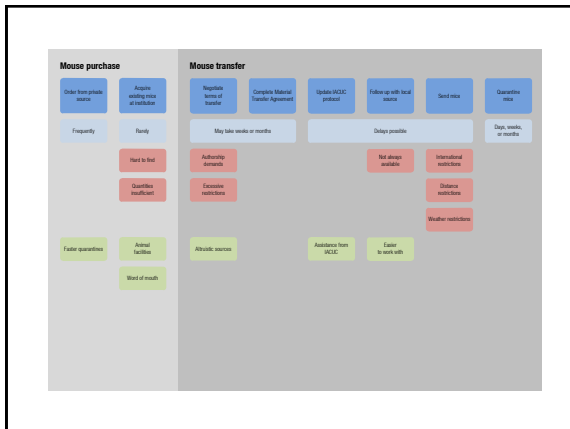 Mouse purchase
Mouse transfer
Order from private
source
Acquire
existing mice
at institution
Negotiate
terms of
transfer
Complete Material
Transfer Agreement
Update IACUC
protocol
Follow up with local
source
Send mice
Quarantine
mice
Frequently
Rarely
May take weeks or months
Delays possible
Days, weeks,
or months
Hard to find
Authorship
demands
Not always
available
International
restrictions
Quantities
insufficient
Excessive
restrictions
Distance
restrictions
Weather restrictions
Faster quarantines
Animal
facilities
Altruistic sources
Assistance from
IACUC
Easier
to work with
Word of mouth